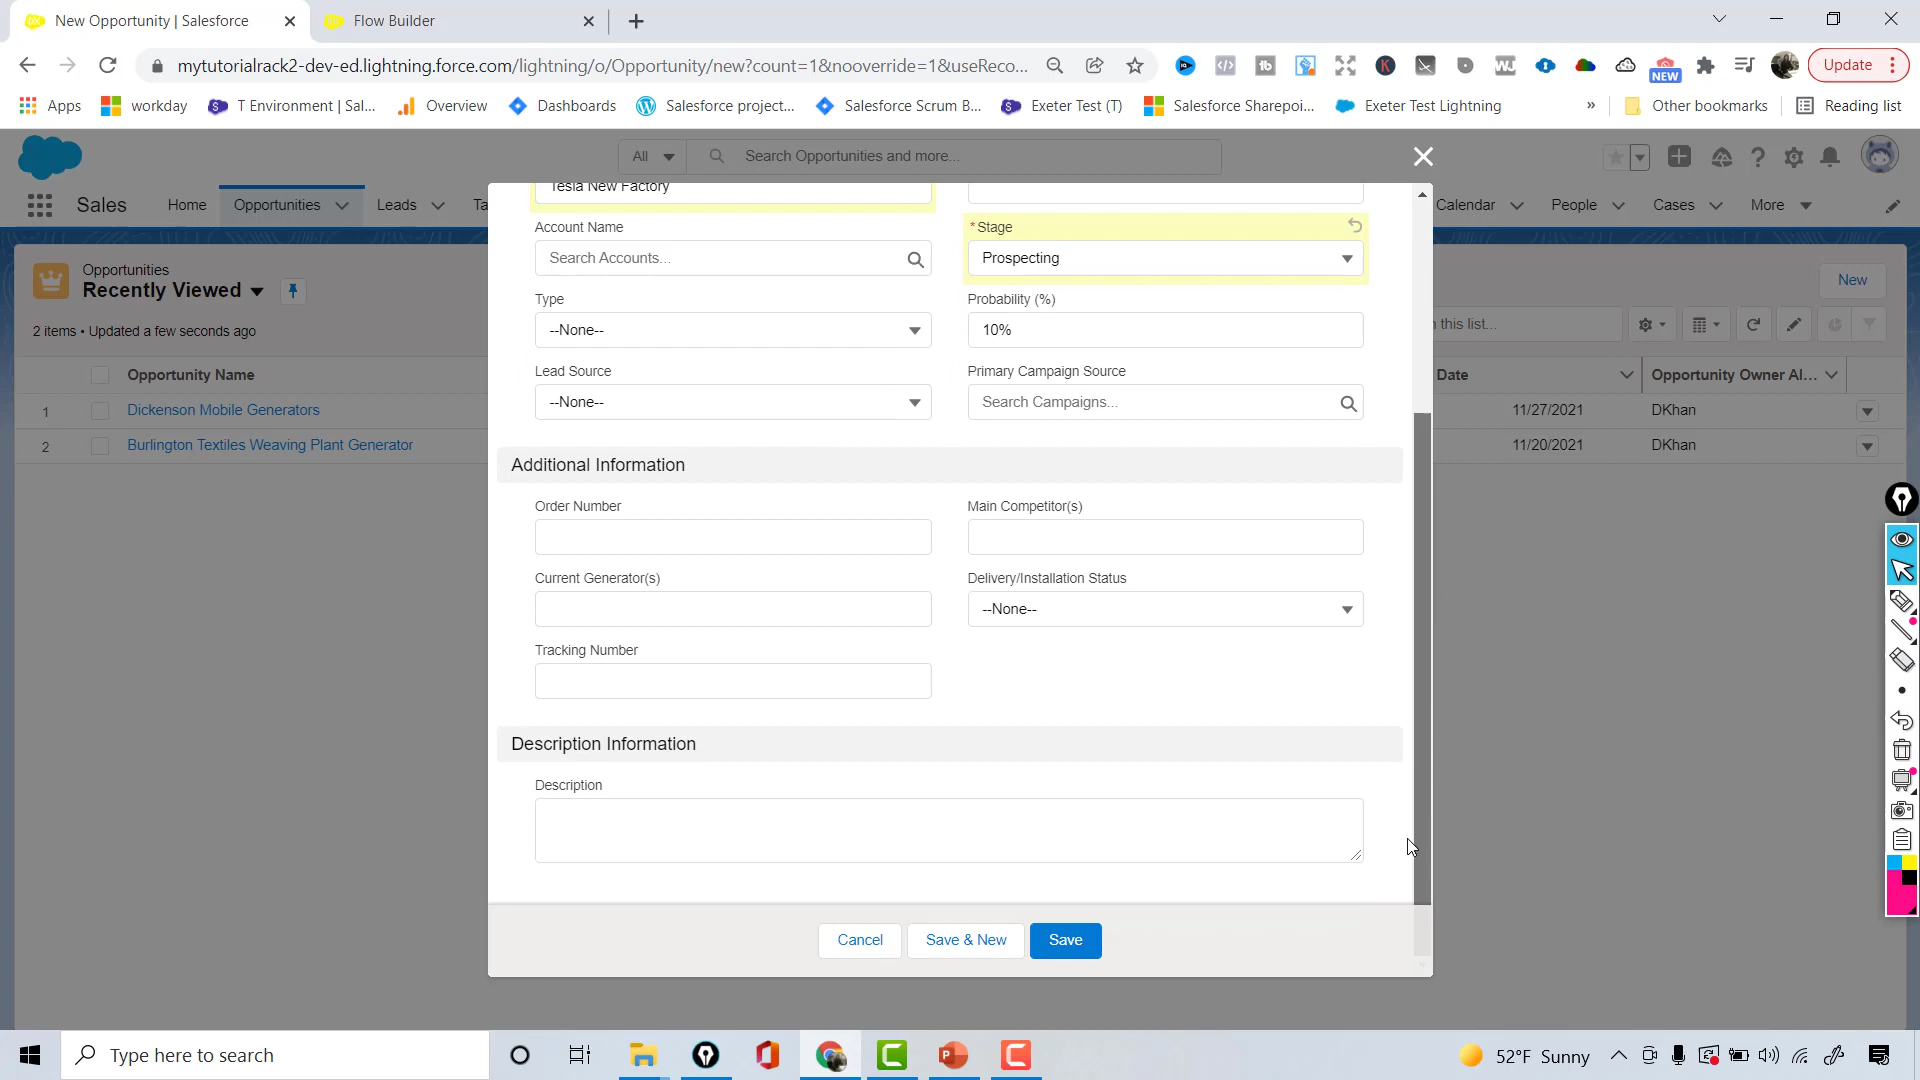 New Opportunity | Salesforce
Flow Builder
mytutorialrack2-dev-ed.lightning.force.com/lightning/o/Opportunity/new?count=1&nooverride=1&useReco...
NEW
Update
Apps
workday
T Environment | Sal...
Overview
Dashboards
Salesforce project...
Salesforce Scrum B...
Exeter Test (T)
Salesforce Sharepoi...
Exeter Test Lightning
»
Other bookmarks
Reading list
All
Search Opportunities and more...
Sales
Home
Opportunities
Leads
Ta
Calendar
People
Cases
More
Opportunities
Recently Viewed
New
2 items • Updated a few seconds ago
n this list...
Opportunity Name
Date
Opportunity Owner Al...
1
Dickenson Mobile Generators
11/27/2021
DKhan
2
Burlington Textiles Weaving Plant Generator
11/20/2021
DKhan
Tesla New Factory
Account Name
Search Accounts...
*Stage
Prospecting
Type
--None--
Probability (%)
10%
Lead Source
--None--
Primary Campaign Source
Search Campaigns...
Additional Information
Order Number
Main Competitor(s)
Current Generator(s)
Delivery/Installation Status
--None--
Tracking Number
Description Information
Description
Cancel
Save & New
Save
Type here to search
52°F Sunny